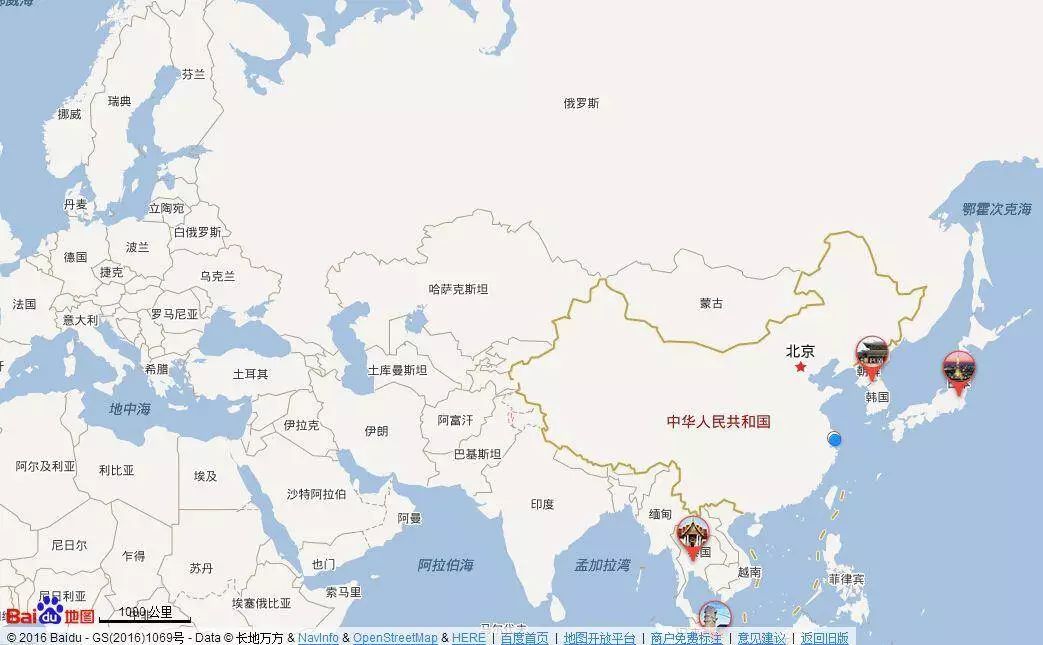 挪威海
芬兰
瑞典
挪威
俄罗斯
丹麦
立陶宛
白俄罗斯
鄂霍次克海
德国
波兰
捷克
乌克兰
哈萨克斯坦
蒙古
法国
意大利
罗马尼亚
北京
希腊
土耳其
土库曼斯坦
韩国
地中海
伊拉克
伊朗
阿富汗
中华人民共和国
巴基斯坦
阿尔及利亚
利比亚
埃及
沙特阿拉伯
印度
缅甸
阿曼
尼日尔
乍得
苏丹
也门
阿拉伯海
孟加拉湾
国
越南
菲律宾
索马里
尼日利亚
埃塞俄比亚
1000 公里
Bai du 地图
© 2016 Baidu - GS(2016)1069号 - Data © 长地万方 & NavInfo & OpenStreetMap & HERE | 百度首页 | 地图开放平台 | 商户免费标注 | 意见建议 | 返回旧版